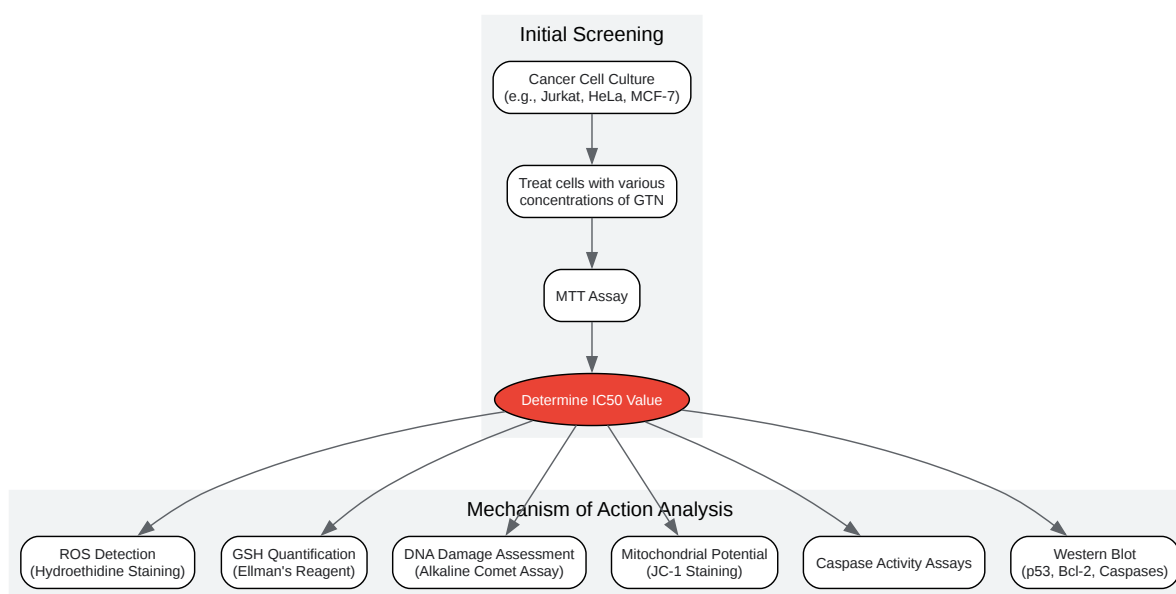 Initial Screening
Cancer Cell Culture
(e.g., Jurkat, HeLa, MCF-7)
Treat cells with various
concentrations of GTN
MTT Assay
Determine IC50 Value
Mechanism of Action Analysis
ROS Detection
(Hydroethidine Staining)
GSH Quantification
(Ellman's Reagent)
DNA Damage Assessment
(Alkaline Comet Assay)
Mitochondrial Potential
(JC-1 Staining)
Caspase Activity Assays
Western Blot
(p53, Bcl-2, Caspases)